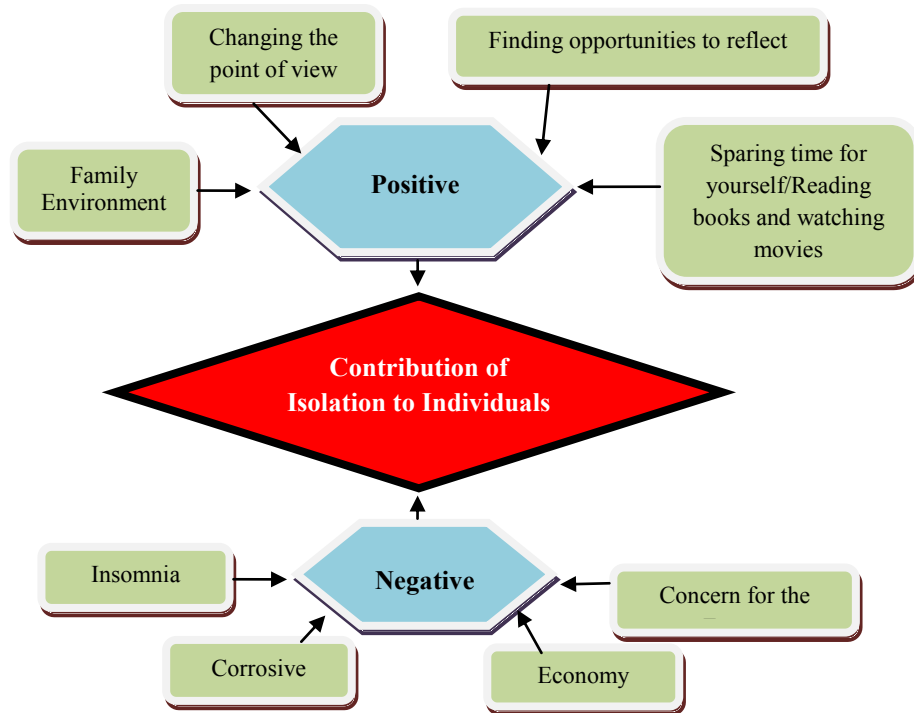 Changing the
point of view
Finding opportunities to reflect
Family
Environment
Positive
Sparing time for
yourself/Reading
books and watching
movies
Contribution of
Isolation to Individuals
Insomnia
Negative
Concern for the
Corrosive
Economy